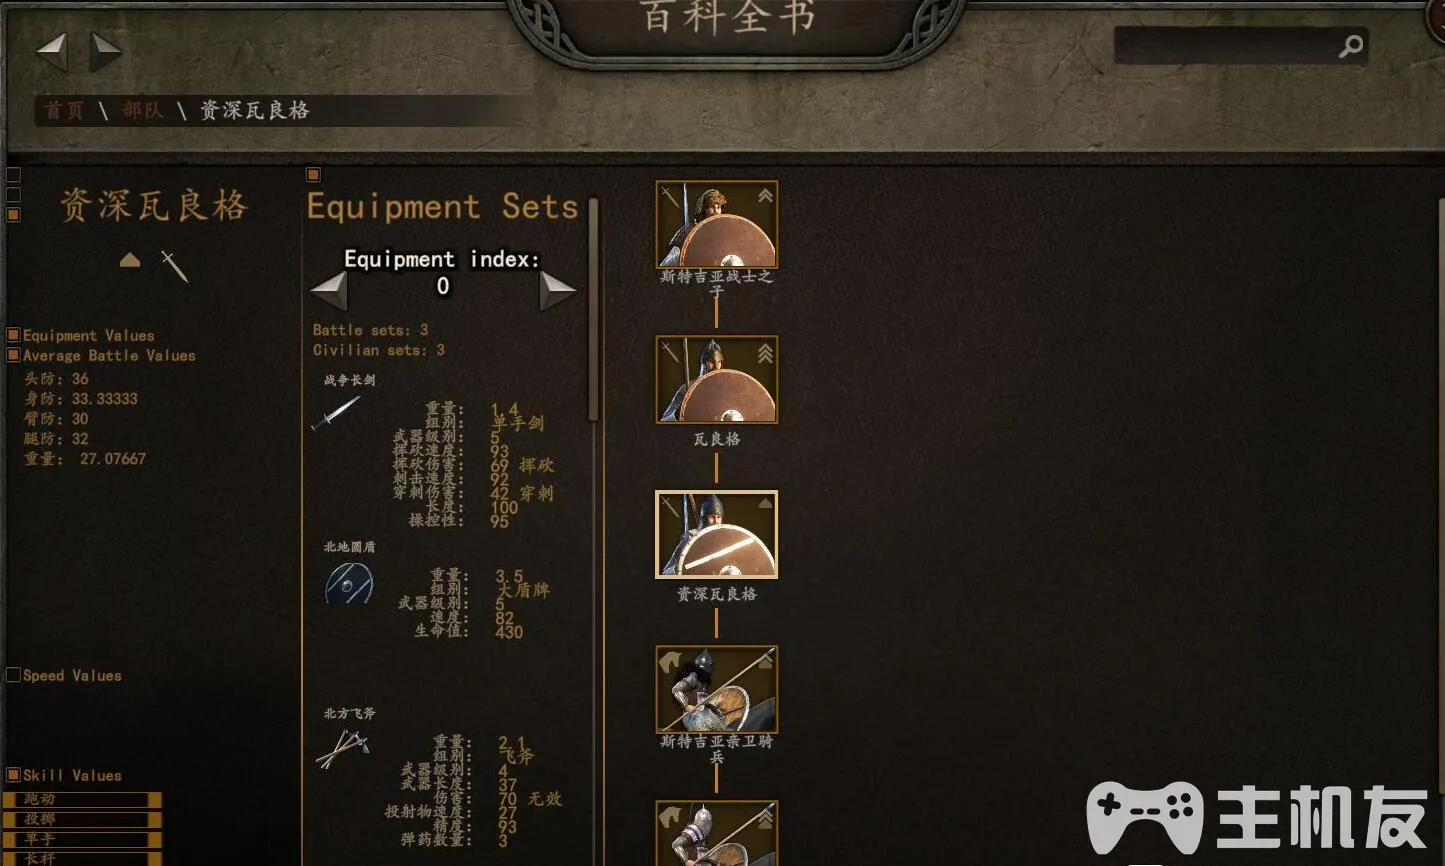 百科全书
首页 \ 部队 \ 资深瓦良格
资深瓦良格
Equipment Values
Average Battle Values
头防: 36
身防: 33.33333
臂防: 30
腿防: 32
重量: 27.07667
Speed Values
Skill Values
跑动
投掷
单手
长杆
Equipment Sets
Equipment index:
0
Battle sets: 3
Civilian sets: 3
战争长剑
重量: 1.4
组别: 单手剑
武器级别: 5
挥砍速度: 93
挥砍伤害: 69 挥砍
刺击速度: 92
穿刺伤害: 42 穿刺
长度: 100
操控性: 95
北地圆盾
重量: 3.5
组别: 大盾牌
武器级别: 5
速度: 82
生命值: 430
北方飞斧
重量: 2.1
组别: 飞斧
武器级别: 4
武器长度: 37
伤害: 70 无效
投射物速度: 27
精度: 93
弹药数量: 3
斯特吉亚战士之
子
瓦良格
资深瓦良格
斯特吉亚亲卫骑
兵
主机友